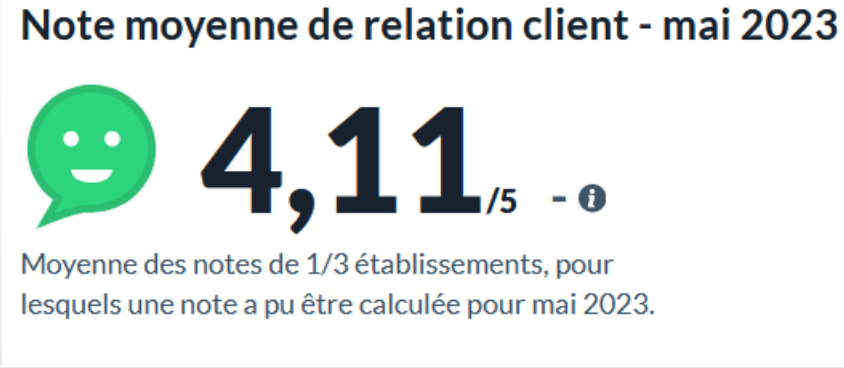 Note moyenne de relation client - mai 2023
4,11/5 - i
Moyenne des notes de 1/3 établissements, pour
lesquels une note a pu être calculée pour mai 2023.